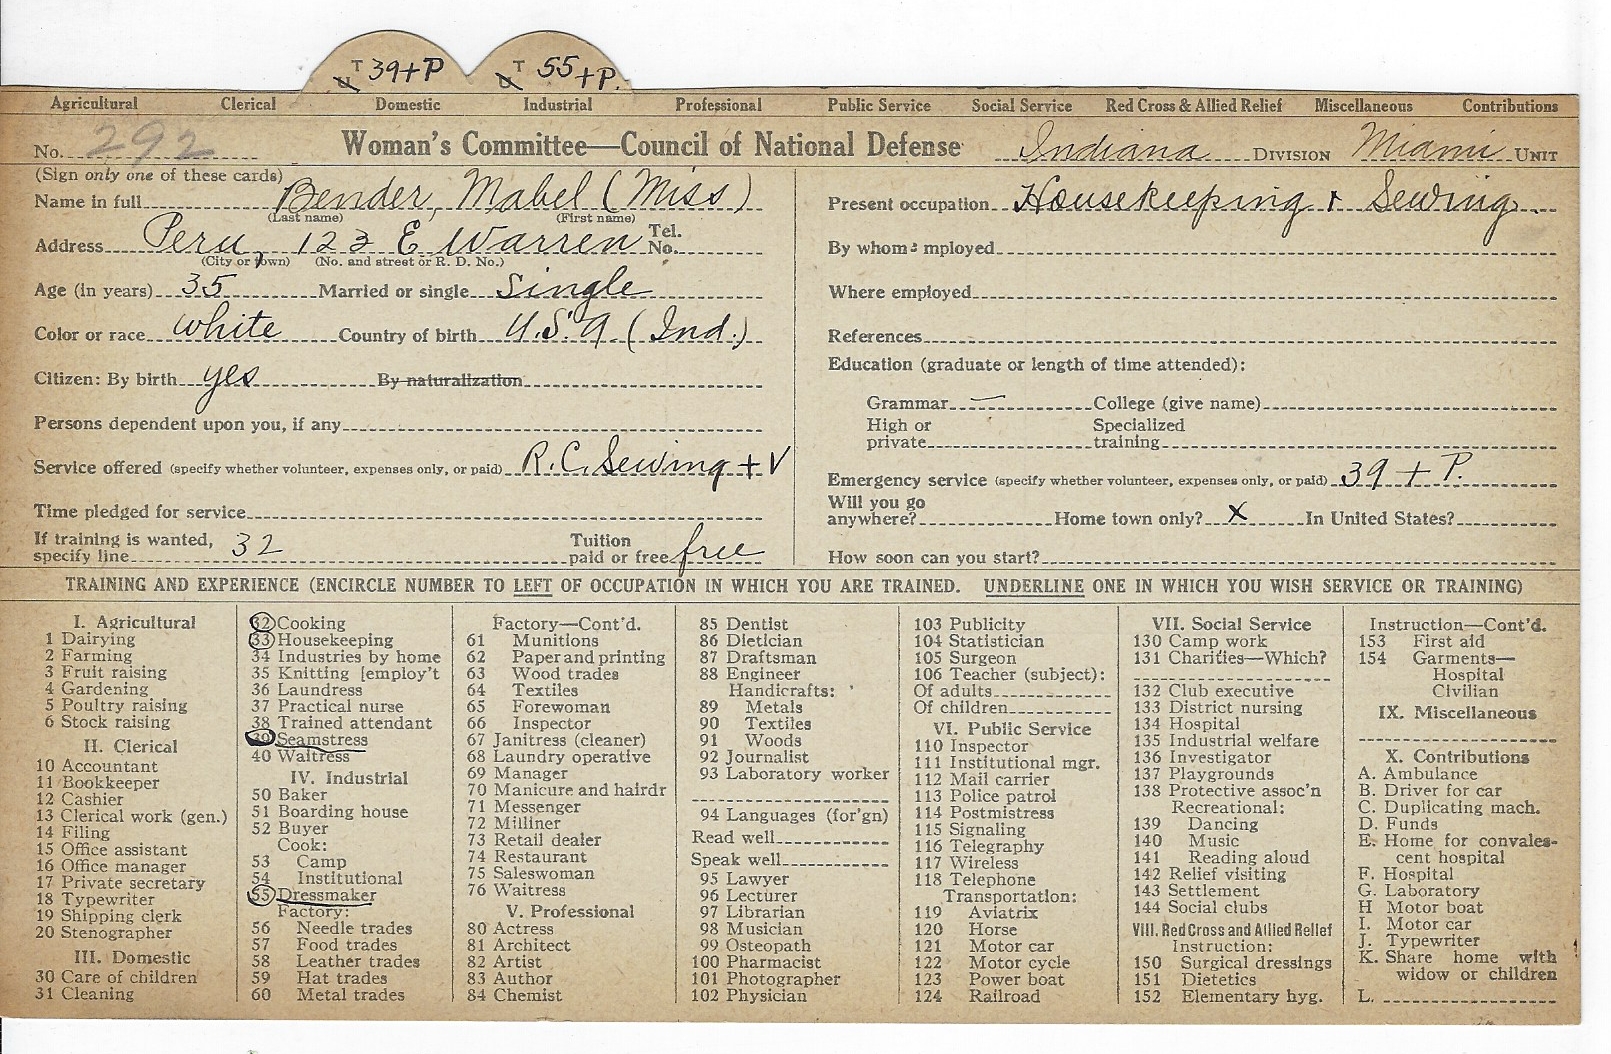 T 39+P T 55+P.
Agricultural Clerical Domestic Industrial Professional Public Service Social Service Red Cross & Allied Relief Miscellaneous Contributions
No. 292 Woman's Committee—Council of National Defense Indiana DIVISION Miami UNIT
(Sign only one of these cards)
Name in full Bender, Mabel (Miss)
(Last name) (First name)
Address Peru, 123 E Warren Tel. No.
(City or town) (No. and street or R. D. No.)
Age (in years) 35 Married or single Single
Color or race white Country of birth U.S.A (Ind.)
Citizen: By birth yes By naturalization
Persons dependent upon you, if any
Service offered (specify whether volunteer, expenses only, or paid) R.C. Sewing + V
Time pledged for service
If training is wanted, specify line 32 Tuition paid or free free
Present occupation Housekeeping + Sewing
By whom employed
Where employed
References
Education (graduate or length of time attended):
Grammar — College (give name)
High or private Specialized training
Emergency service (specify whether volunteer, expenses only, or paid) 39 + P.
Will you go anywhere? Home town only? X In United States?
How soon can you start?
TRAINING AND EXPERIENCE (ENCIRCLE NUMBER TO LEFT OF OCCUPATION IN WHICH YOU ARE TRAINED. UNDERLINE ONE IN WHICH YOU WISH SERVICE OR TRAINING)
I. Agricultural
1 Dairying
2 Farming
3 Fruit raising
4 Gardening
5 Poultry raising
6 Stock raising
II. Clerical
10 Accountant
11 Bookkeeper
12 Cashier
13 Clerical work (gen.)
14 Filing
15 Office assistant
16 Office manager
17 Private secretary
18 Typewriter
19 Shipping clerk
20 Stenographer
III. Domestic
30 Care of children
31 Cleaning
32 Cooking
33 Housekeeping
34 Industries by home
35 Knitting [employ't
36 Laundress
37 Practical nurse
38 Trained attendant
39 Seamstress
40 Waitress
IV. Industrial
50 Baker
51 Boarding house
52 Buyer
Cook:
53 Camp
54 Institutional
55 Dressmaker
Factory:
56 Needle trades
57 Food trades
58 Leather trades
59 Hat trades
60 Metal trades
Factory—Cont'd.
61 Munitions
62 Paper and printing
63 Wood trades
64 Textiles
65 Forewoman
66 Inspector
67 Janitress (cleaner)
68 Laundry operative
69 Manager
70 Manicure and hairdr
71 Messenger
72 Milliner
73 Retail dealer
74 Restaurant
75 Saleswoman
76 Waitress
V. Professional
80 Actress
81 Architect
82 Artist
83 Author
84 Chemist
85 Dentist
86 Dietician
87 Draftsman
88 Engineer
Handicrafts:
89 Metals
90 Textiles
91 Woods
92 Journalist
93 Laboratory worker
94 Languages (for'gn)
Read well
Speak well
95 Lawyer
96 Lecturer
97 Librarian
98 Musician
99 Osteopath
100 Pharmacist
101 Photographer
102 Physician
103 Publicity
104 Statistician
105 Surgeon
106 Teacher (subject):
Of adults
Of children
VI. Public Service
110 Inspector
111 Institutional mgr.
112 Mail carrier
113 Police patrol
114 Postmistress
115 Signaling
116 Telegraphy
117 Wireless
118 Telephone
Transportation:
119 Aviatrix
120 Horse
121 Motor car
122 Motor cycle
123 Power boat
124 Railroad
VII. Social Service
130 Camp work
131 Charities—Which?
132 Club executive
133 District nursing
134 Hospital
135 Industrial welfare
136 Investigator
137 Playgrounds
138 Protective assoc'n
Recreational:
139 Dancing
140 Music
141 Reading aloud
142 Relief visiting
143 Settlement
144 Social clubs
VIII. Red Cross and Allied Relief
Instruction:
150 Surgical dressings
151 Dietetics
152 Elementary hyg.
Instruction—Cont'd.
153 First aid
154 Garments—
Hospital
Civilian
IX. Miscellaneous
X. Contributions
A. Ambulance
B. Driver for car
C. Duplicating mach.
D. Funds
E. Home for convales-
cent hospital
F. Hospital
G. Laboratory
H Motor boat
I. Motor car
J. Typewriter
K. Share home with
widow or children
L.